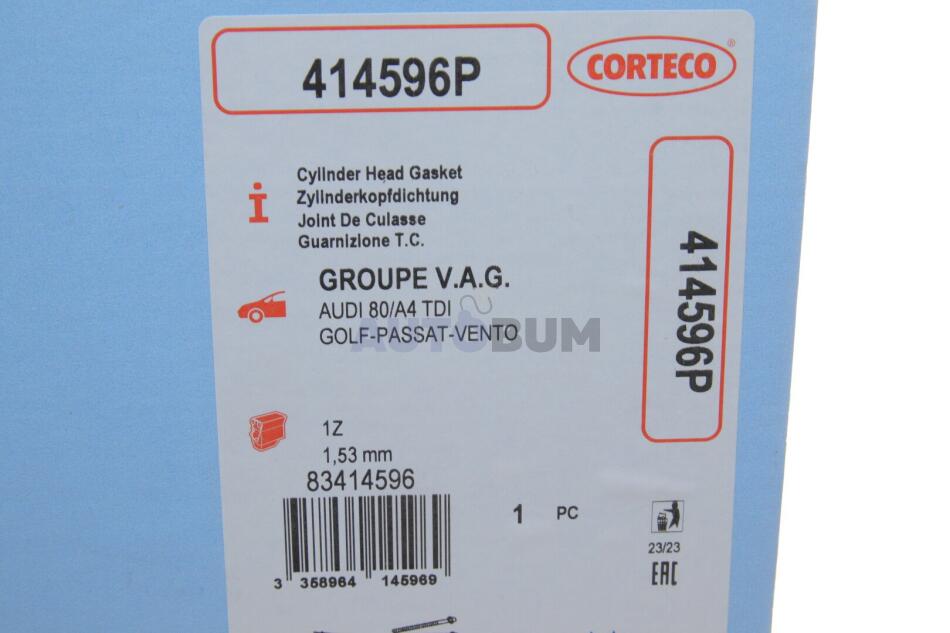 414596P
CORTECO®
Cylinder Head Gasket
Zylinderkopfdichtung
Joint De Culasse
Guarnizione T.C.
GROUPE V.A.G.
AUDI 80/A4 TDI
GOLF-PASSAT-VENTO
AUTOBUM
414596P
1Z
1,53 mm
83414596
3 358964 145969
1 PC
23/23
EAC